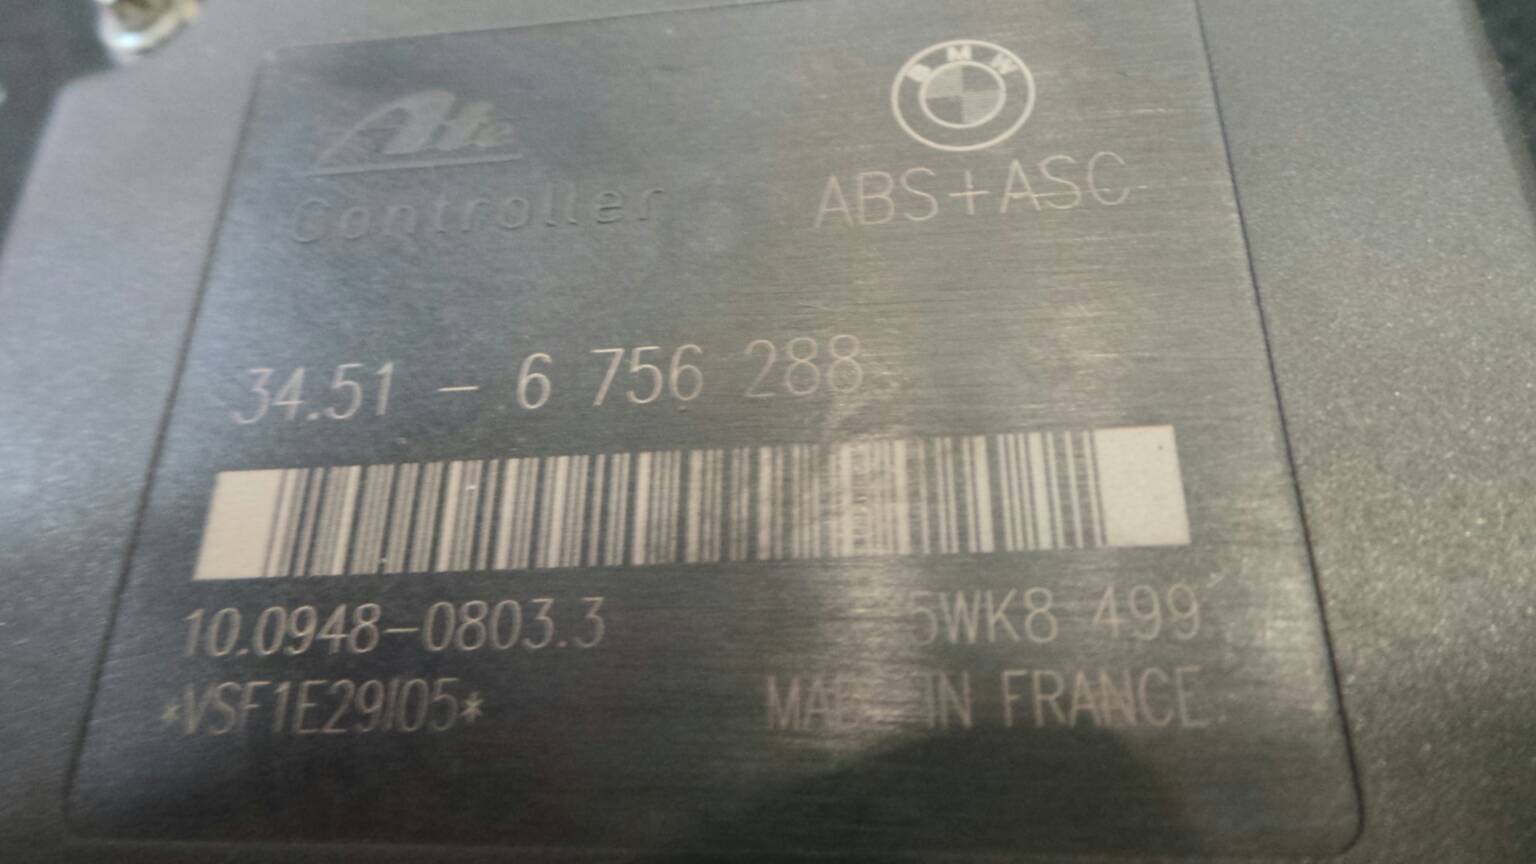 Ate
BMW
Controller
ABS+ASC
34.51 - 6 756 288
10.0948-0803.3
5WK8 499
*VSF1E29I05*
MADE IN FRANCE